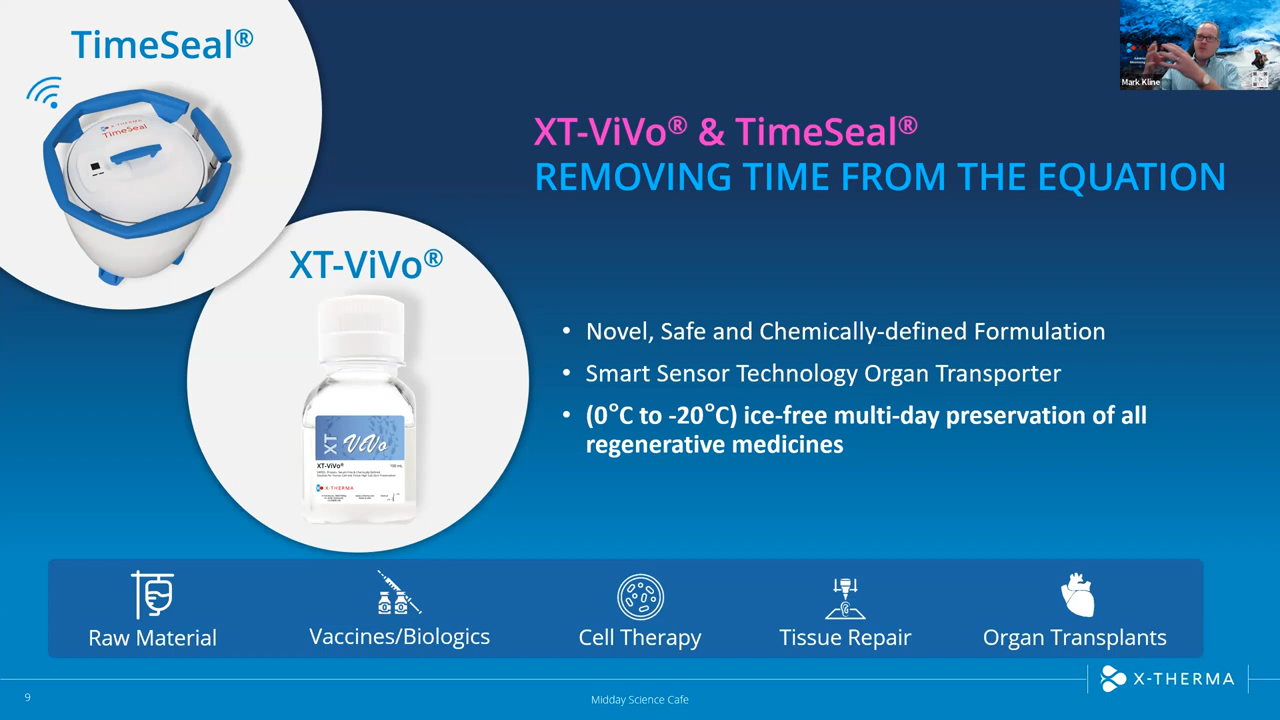 TimeSeal®
X-THERMA
TimeSeal
Mark Kline
XT-ViVo® & TimeSeal®
REMOVING TIME FROM THE EQUATION
XT-ViVo®
XT ViVo
XT-ViVo®
100 mL
X-THERMA
• Novel, Safe and Chemically-defined Formulation
• Smart Sensor Technology Organ Transporter
• (0°C to -20°C) ice-free multi-day preservation of all
regenerative medicines
Raw Material
Vaccines/Biologics
Cell Therapy
Tissue Repair
Organ Transplants
X-THERMA
9
Midday Science Cafe